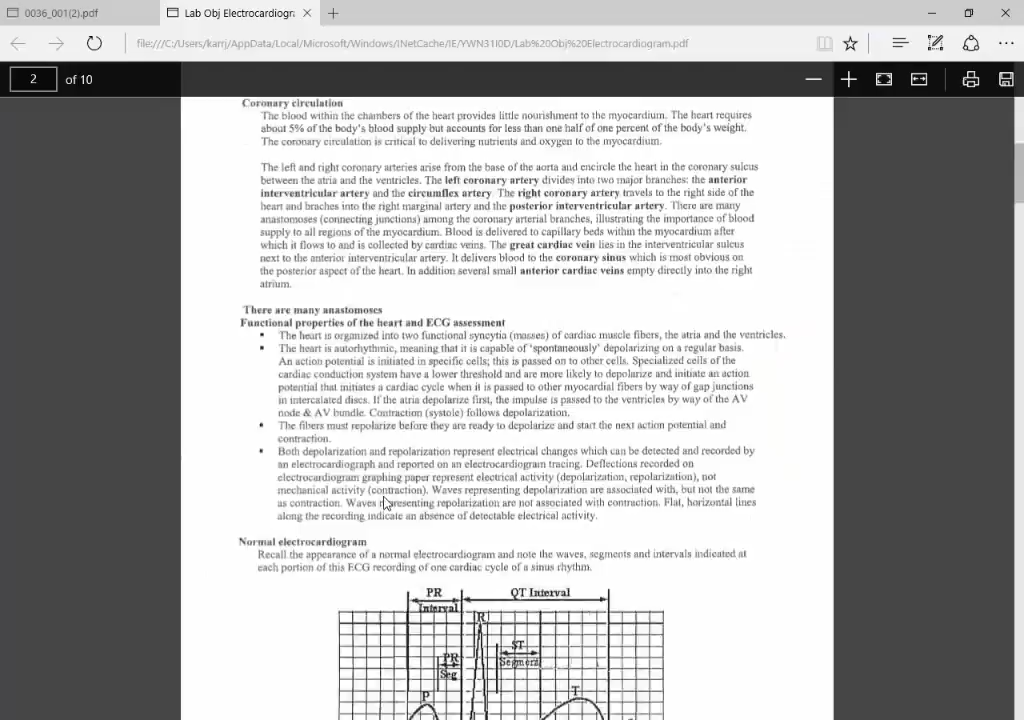 0036_001(2).pdf
Lab Obj Electrocardiogra
file:///C:/Users/karrj/AppData/Local/Microsoft/Windows/INetCache/IE/YWN31I0D/Lab%20Obj%20Electrocardiogram.pdf
2 of 10
Coronary circulation
The blood within the chambers of the heart provides little nourishment to the myocardium. The heart requires
about 5% of the body's blood supply but accounts for less than one half of one percent of the body's weight.
The coronary circulation is critical to delivering nutrients and oxygen to the myocardium.
The left and right coronary arteries arise from the base of the aorta and encircle the heart in the coronary sulcus
between the atria and the ventricles. The left coronary artery divides into two major branches: the anterior
interventricular artery and the circumflex artery. The right coronary artery travels to the right side of the
heart and braches into the right marginal artery and the posterior interventricular artery. There are many
anastomoses (connecting junctions) among the coronary arterial branches, illustrating the importance of blood
supply to all regions of the myocardium. Blood is delivered to capillary beds within the myocardium after
which it flows to and is collected by cardiac veins. The great cardiac vein lies in the interventricular sulcus
next to the anterior interventricular artery. It delivers blood to the coronary sinus which is most obvious on
the posterior aspect of the heart. In addition several small anterior cardiac veins empty directly into the right
atrium.
There are many anastomoses
Functional properties of the heart and ECG assessment
▪ The heart is organized into two functional syncytia (masses) of cardiac muscle fibers, the atria and the ventricles.
▪ The heart is autorhythmic, meaning that it is capable of 'spontaneously' depolarizing on a regular basis.
An action potential is initiated in specific cells; this is passed on to other cells. Specialized cells of the
cardiac conduction system have a lower threshold and are more likely to depolarize and initiate an action
potential that initiates a cardiac cycle when it is passed to other myocardial fibers by way of gap junctions
in intercalated discs. If the atria depolarize first, the impulse is passed to the ventricles by way of the AV
node & AV bundle. Contraction (systole) follows depolarization.
▪ The fibers must repolarize before they are ready to depolarize and start the next action potential and
contraction.
▪ Both depolarization and repolarization represent electrical changes which can be detected and recorded by
an electrocardiograph and reported on an electrocardiogram tracing. Deflections recorded on
electrocardiogram graphing paper represent electrical activity (depolarization, repolarization), not
mechanical activity (contraction). Waves representing depolarization are associated with, but not the same
as contraction. Waves representing repolarization are not associated with contraction. Flat, horizontal lines
along the recording indicate an absence of detectable electrical activity.
Normal electrocardiogram
Recall the appearance of a normal electrocardiogram and note the waves, segments and intervals indicated at
each portion of this ECG recording of one cardiac cycle of a sinus rhythm.
PR
Interval
QT Interval
R
ST
Segment
PR
Seg
P
T